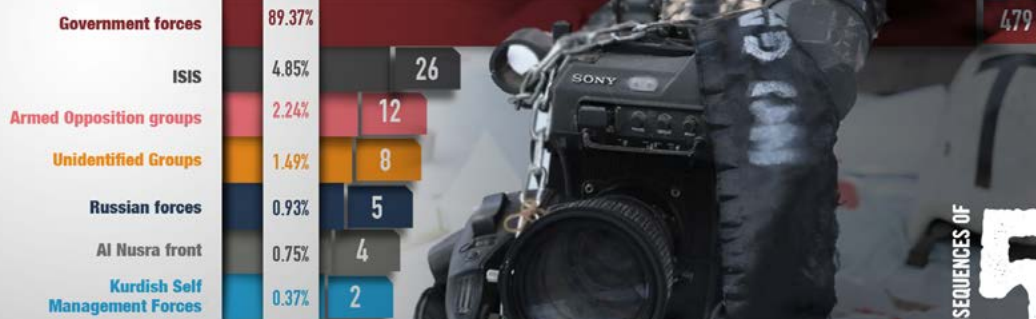 Government forces 89.37% 479
ISIS 4.85% 26
Armed Opposition groups 2.24% 12
Unidentified Groups 1.49% 8
Russian forces 0.93% 5
Al Nusra front 0.75% 4
Kurdish Self
Management Forces 0.37% 2
SONY
SEQUENCES OF
5